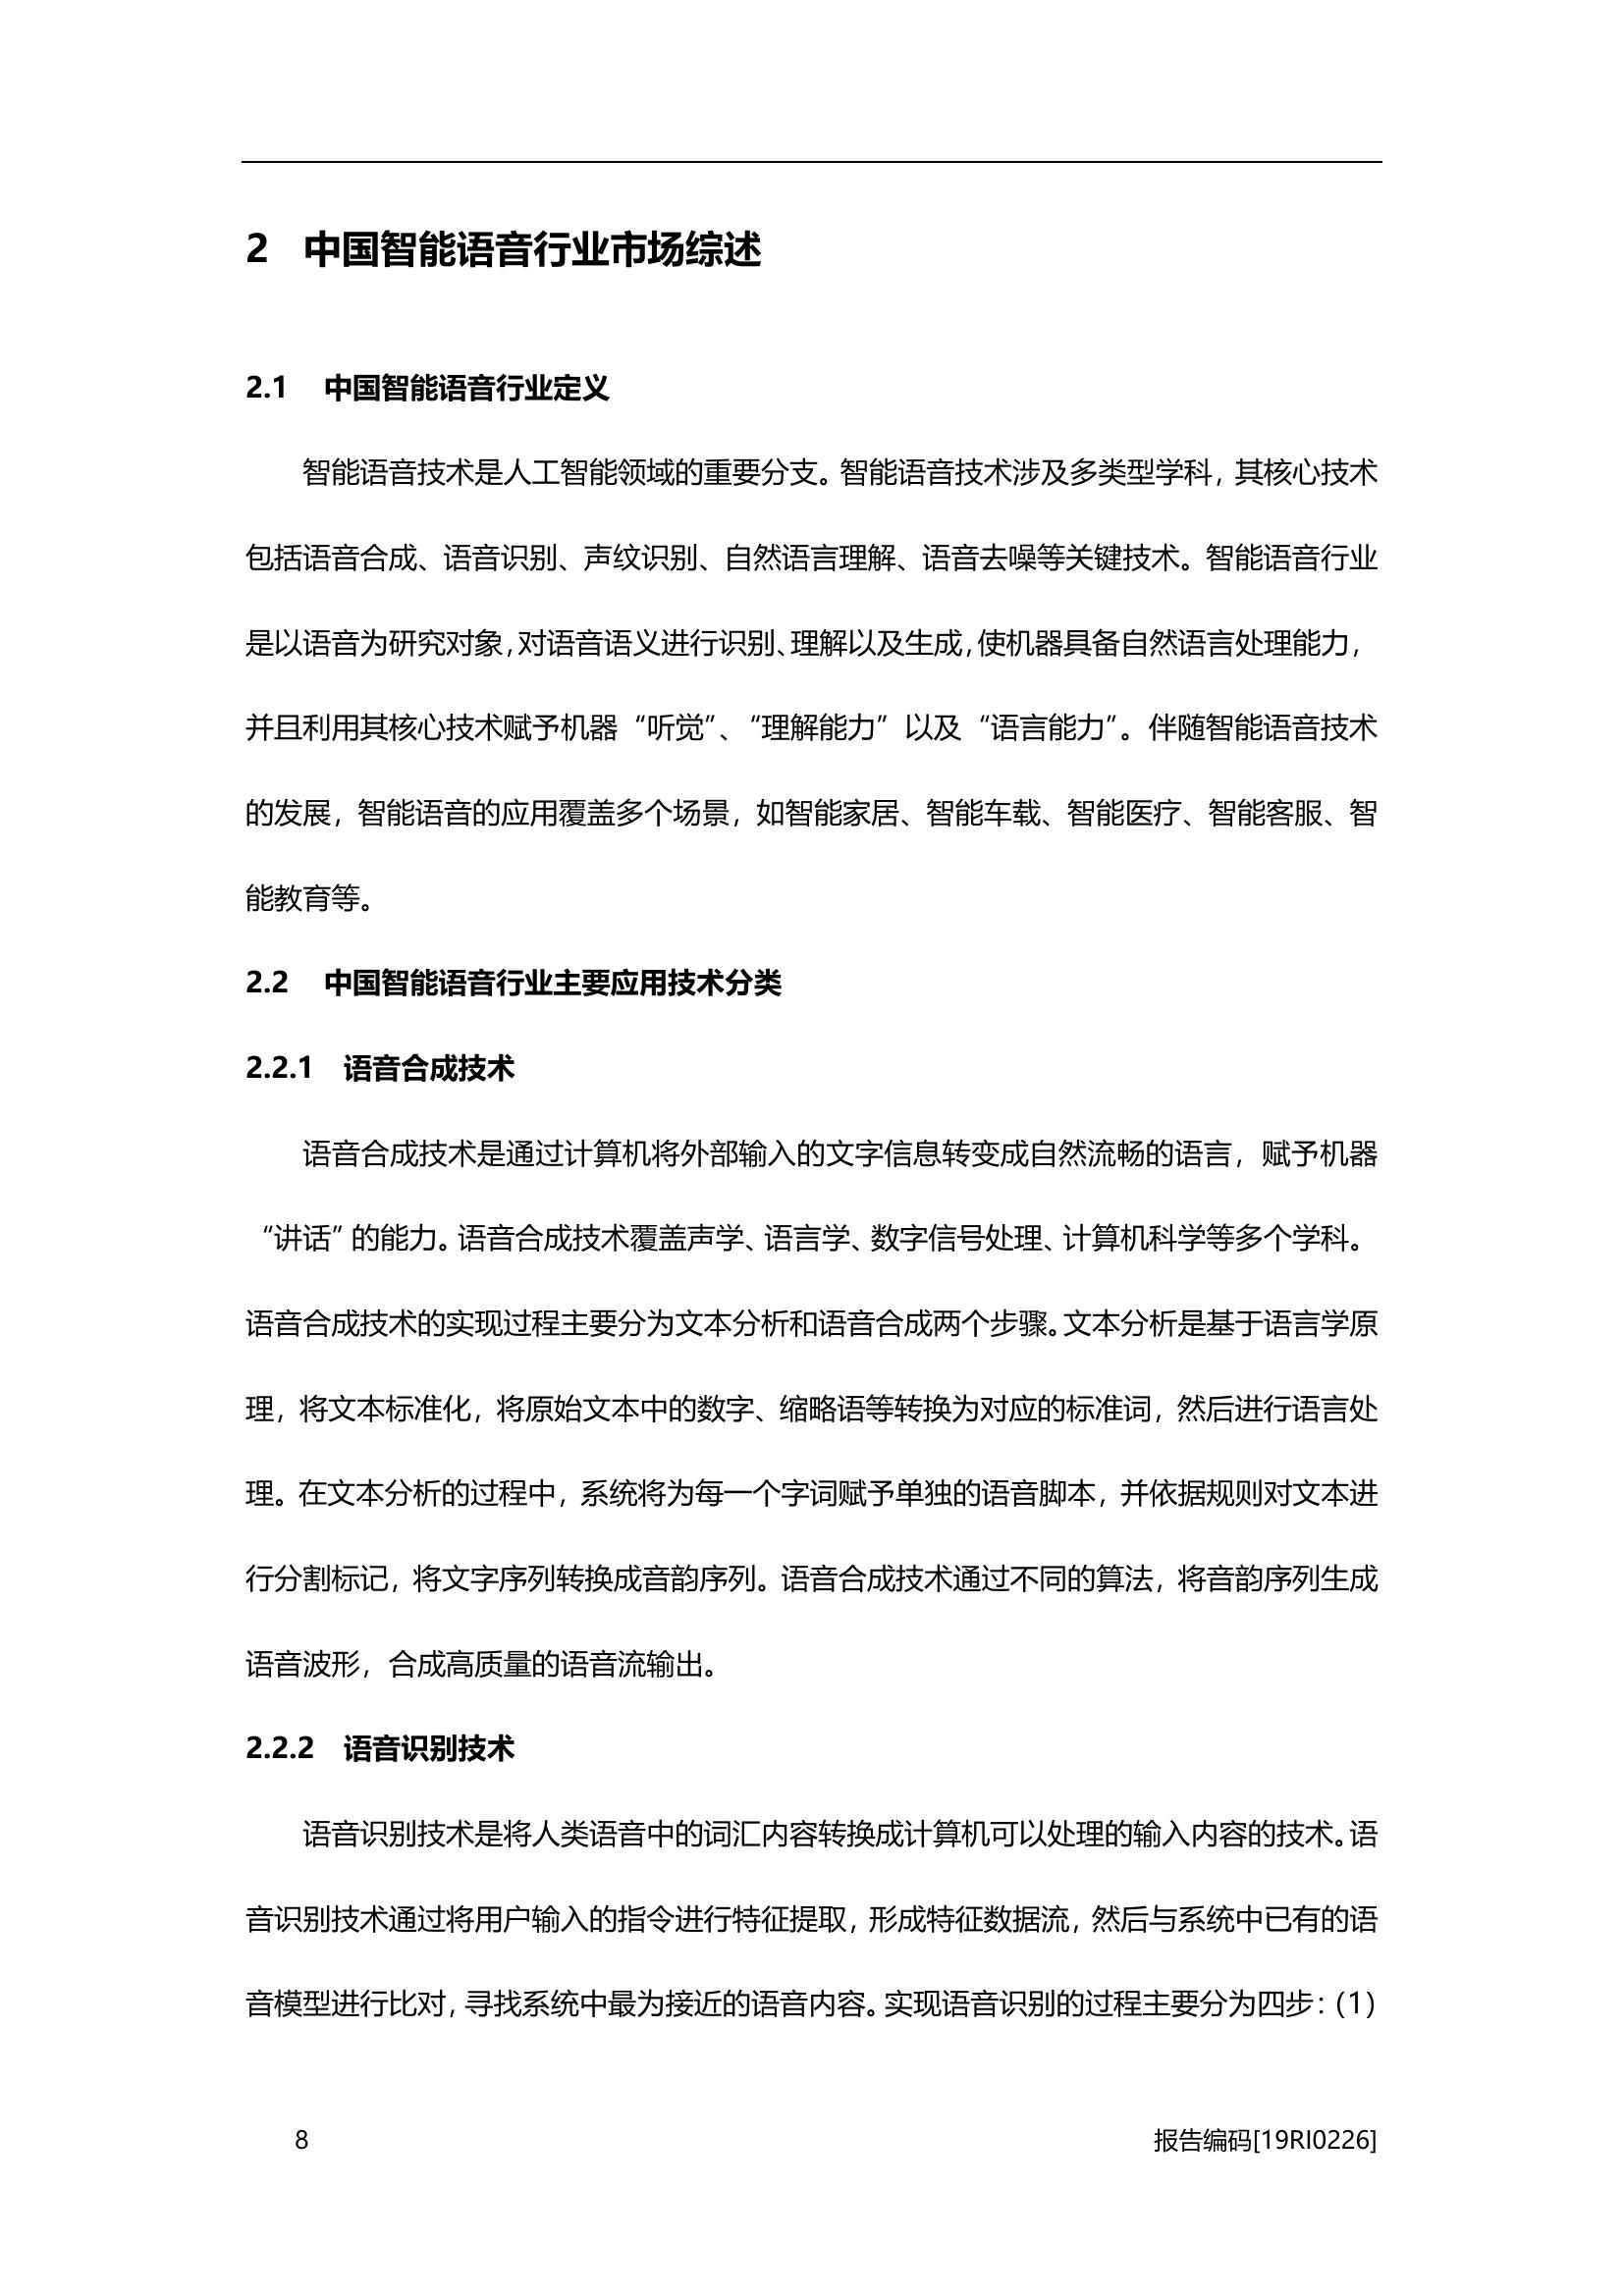 2 中国智能语音行业市场综述
2.1 中国智能语音行业定义
智能语音技术是人工智能领域的重要分支。智能语音技术涉及多类型学科，其核心技术
包括语音合成、语音识别、声纹识别、自然语言理解、语音去噪等关键技术。智能语音行业
是以语音为研究对象，对语音语义进行识别、理解以及生成，使机器具备自然语言处理能力，
并且利用其核心技术赋予机器“听觉”、“理解能力”以及“语言能力”。伴随智能语音技术
的发展，智能语音的应用覆盖多个场景，如智能家居、智能车载、智能医疗、智能客服、智
能教育等。
2.2 中国智能语音行业主要应用技术分类
2.2.1 语音合成技术
语音合成技术是通过计算机将外部输入的文字信息转变成自然流畅的语言，赋予机器
“讲话”的能力。语音合成技术覆盖声学、语言学、数字信号处理、计算机科学等多个学科。
语音合成技术的实现过程主要分为文本分析和语音合成两个步骤。文本分析是基于语言学原
理，将文本标准化，将原始文本中的数字、缩略语等转换为对应的标准词，然后进行语言处
理。在文本分析的过程中，系统将为每一个字词赋予单独的语音脚本，并依据规则对文本进
行分割标记，将文字序列转换成音韵序列。语音合成技术通过不同的算法，将音韵序列生成
语音波形，合成高质量的语音流输出。
2.2.2 语音识别技术
语音识别技术是将人类语音中的词汇内容转换成计算机可以处理的输入内容的技术。语
音识别技术通过将用户输入的指令进行特征提取，形成特征数据流，然后与系统中已有的语
音模型进行比对，寻找系统中最为接近的语音内容。实现语音识别的过程主要分为四步：（1）
8 报告编码[19RI0226]